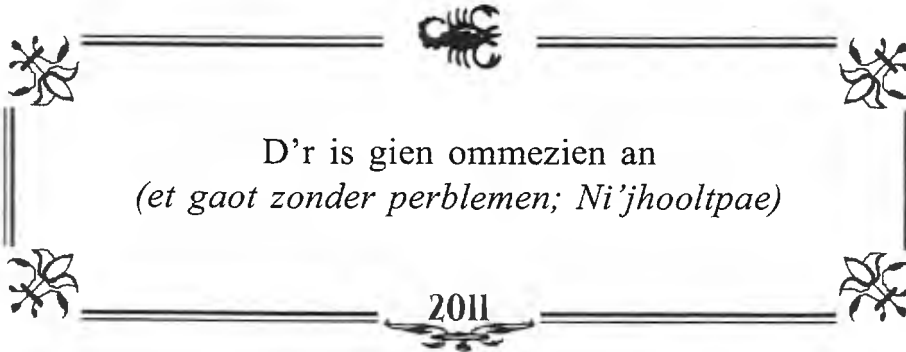 D'r is gien ommezien an
(et gaot zonder perblemen; Ni'jhooltpae)
2011